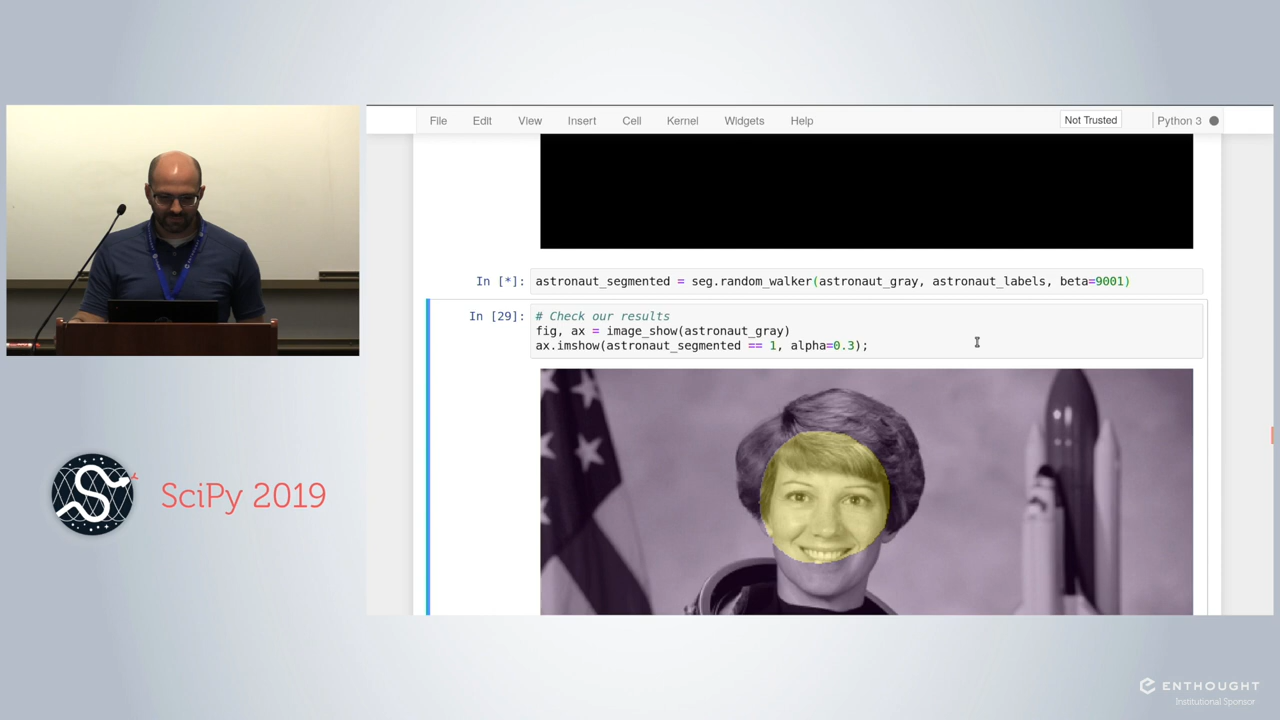 File Edit View Insert Cell Kernel Widgets Help Not Trusted Python 3
In [*]: astronaut_segmented = seg.random_walker(astronaut_gray, astronaut_labels, beta=9001)
In [29]: # Check our results
fig, ax = image_show(astronaut_gray)
ax.imshow(astronaut_segmented == 1, alpha=0.3);
SciPy 2019
ENTHOUGHT
Institutional Sponsor